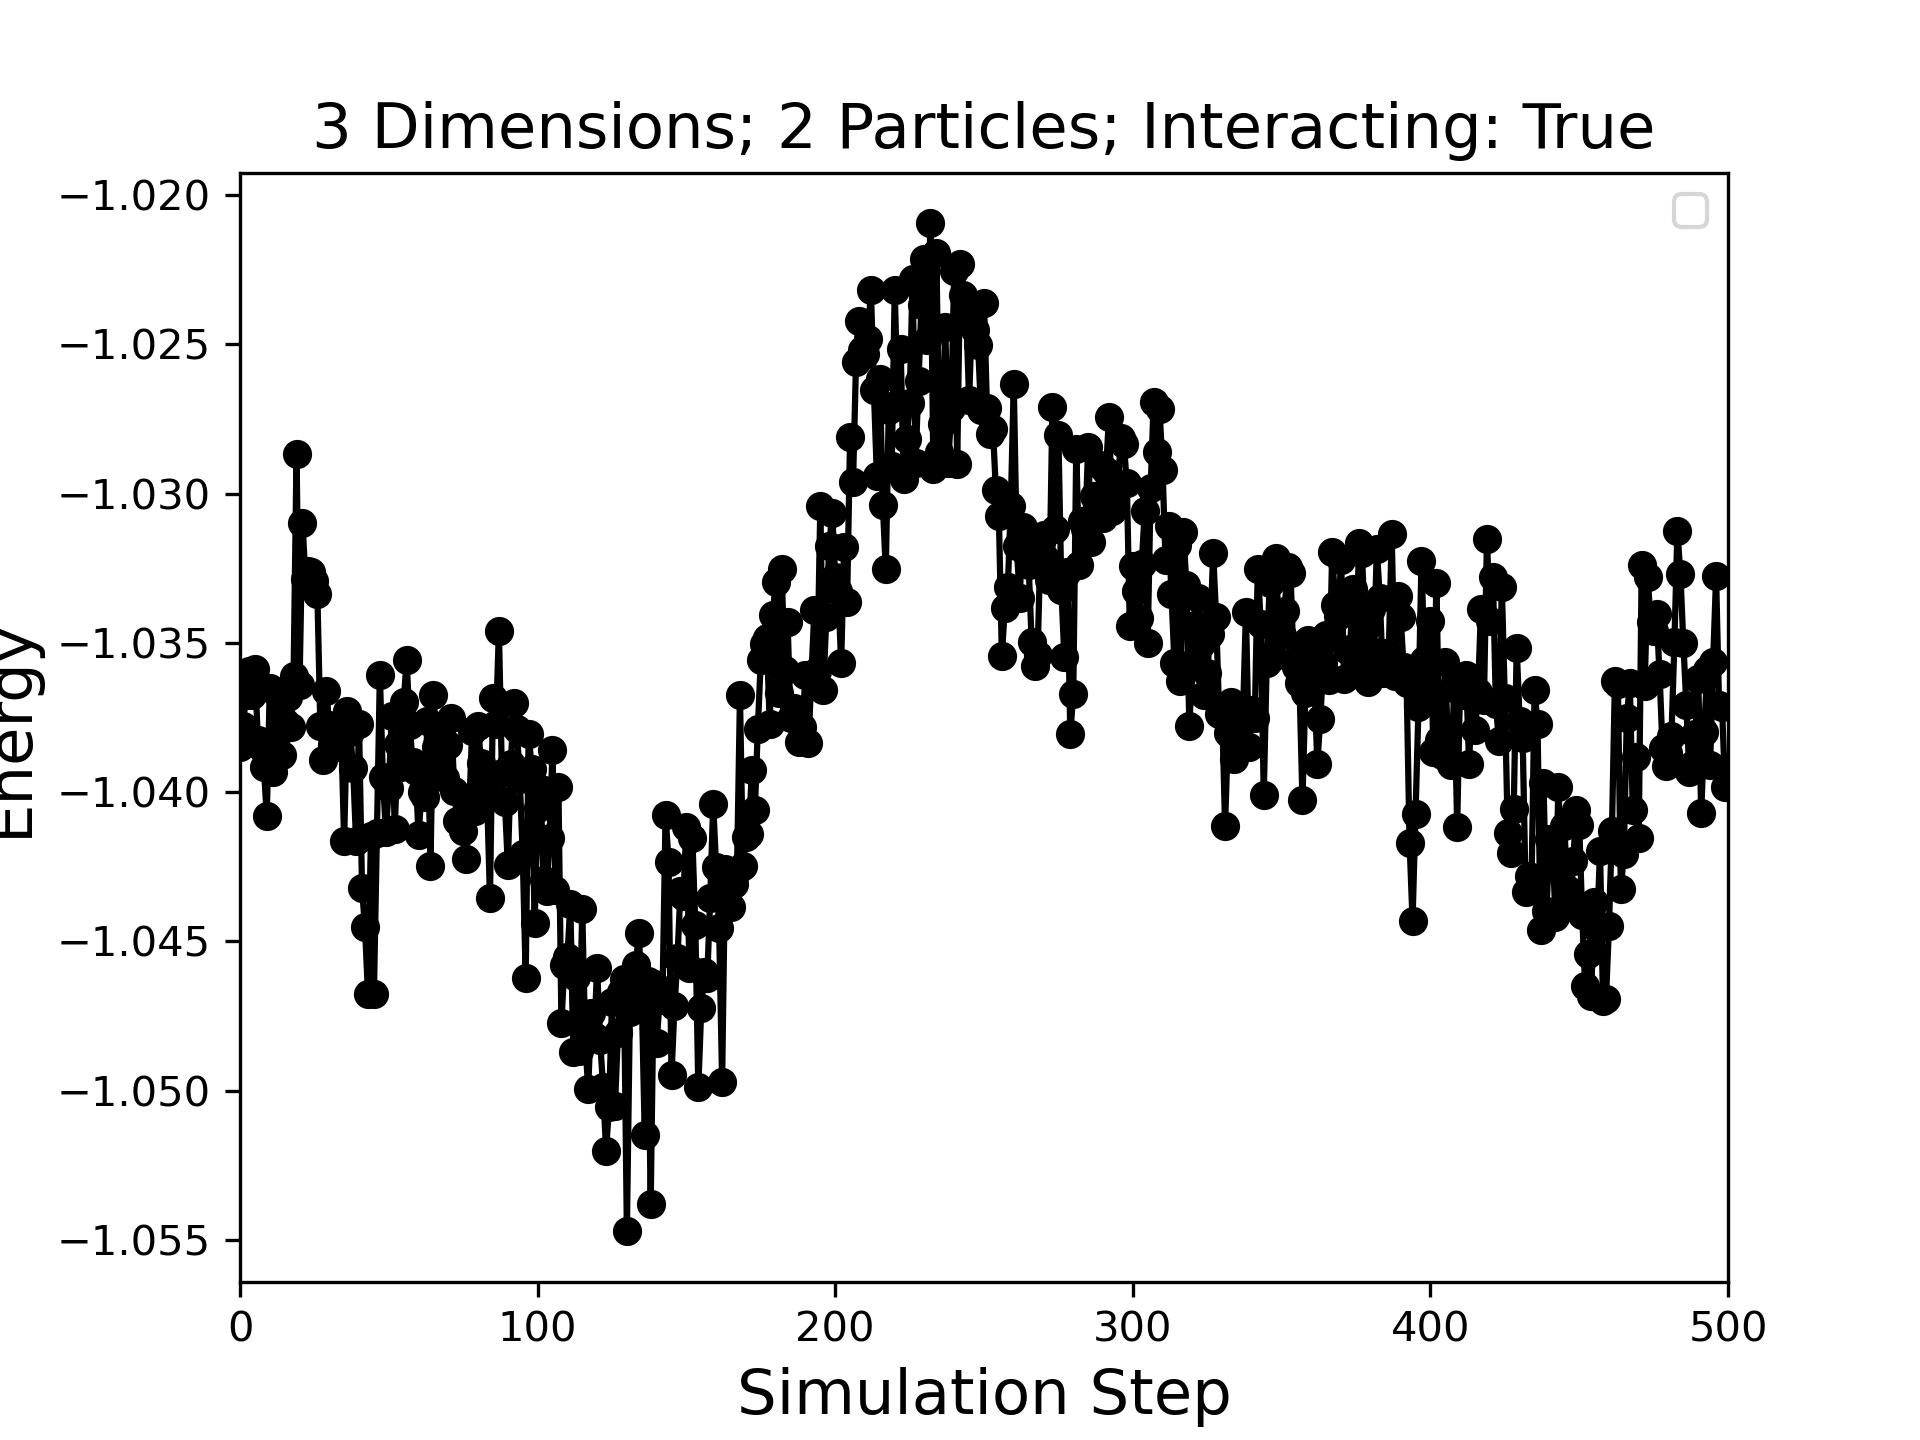 3 Dimensions; 2 Particles; Interacting: True
−1.020
−1.025
−1.030
−1.035
−1.040
−1.045
−1.050
−1.055
Energy
0 100 200 300 400 500
Simulation Step